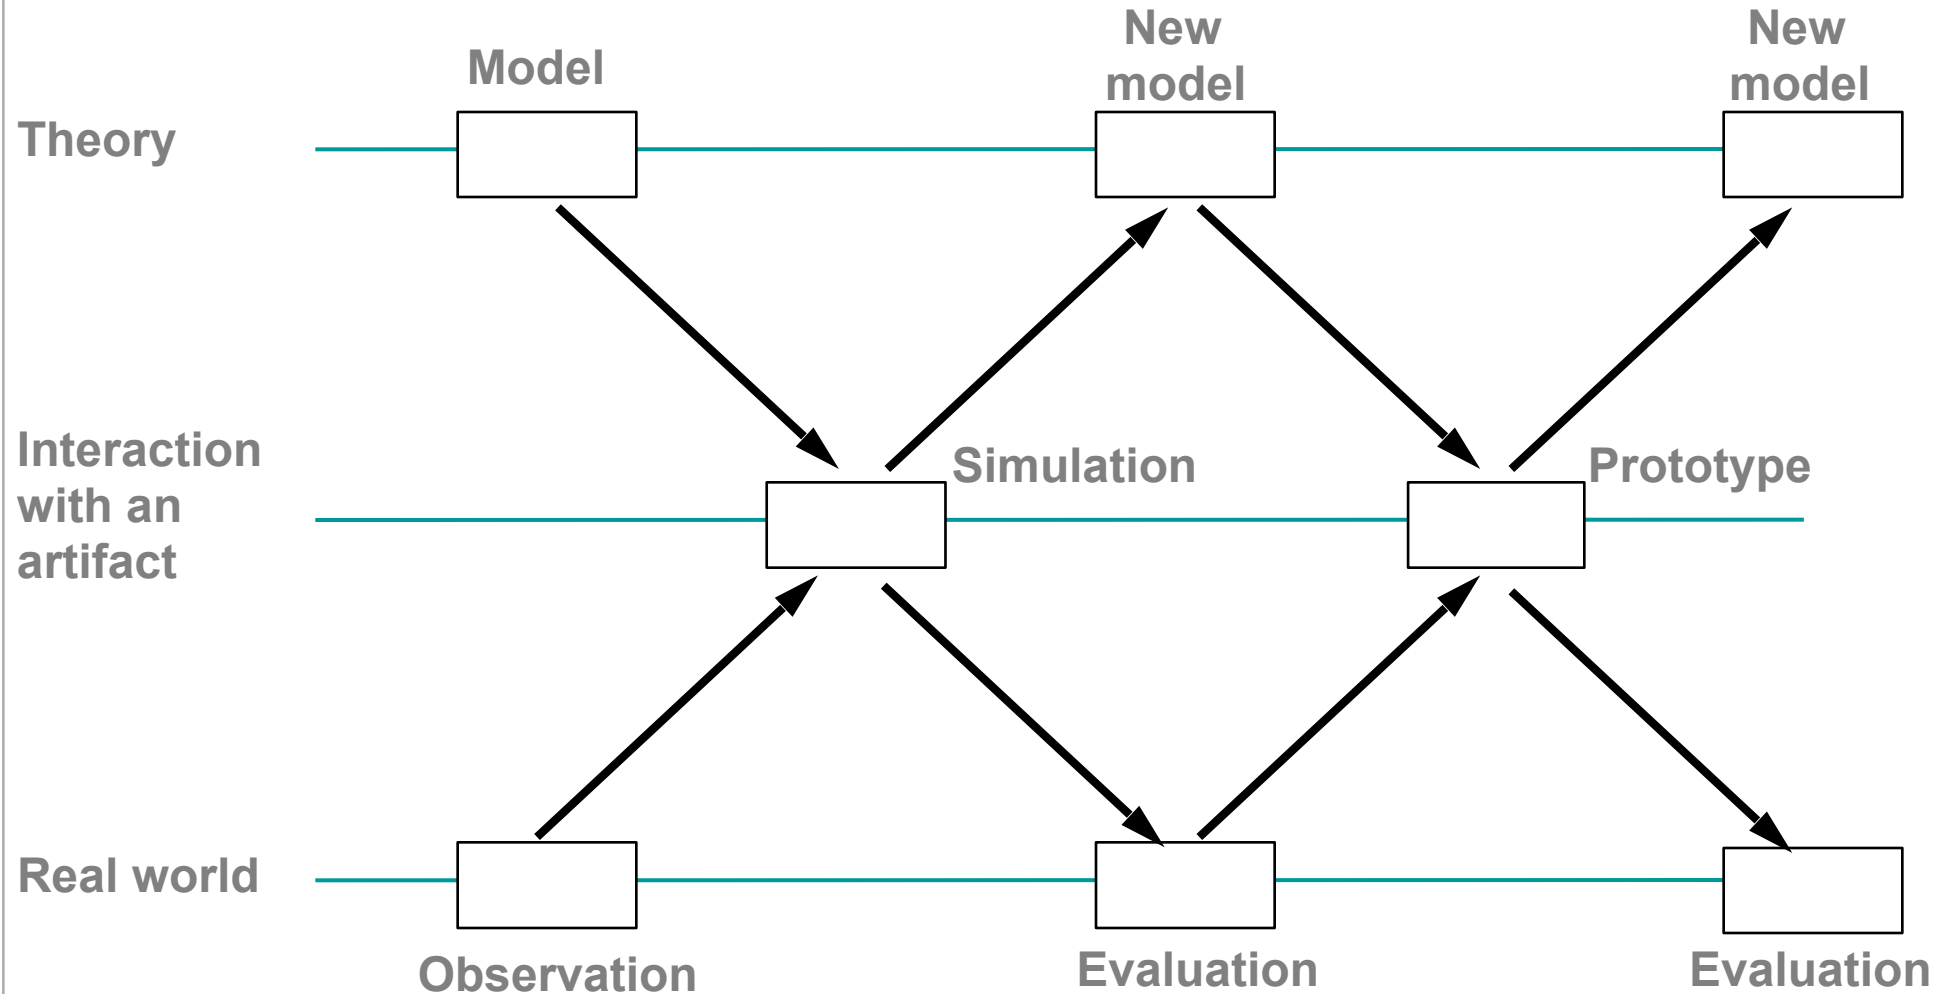 New
model
New
model
Model
Theory
Interaction
with an
artifact
Simulation
Prototype
Real world
Observation
Evaluation
Evaluation